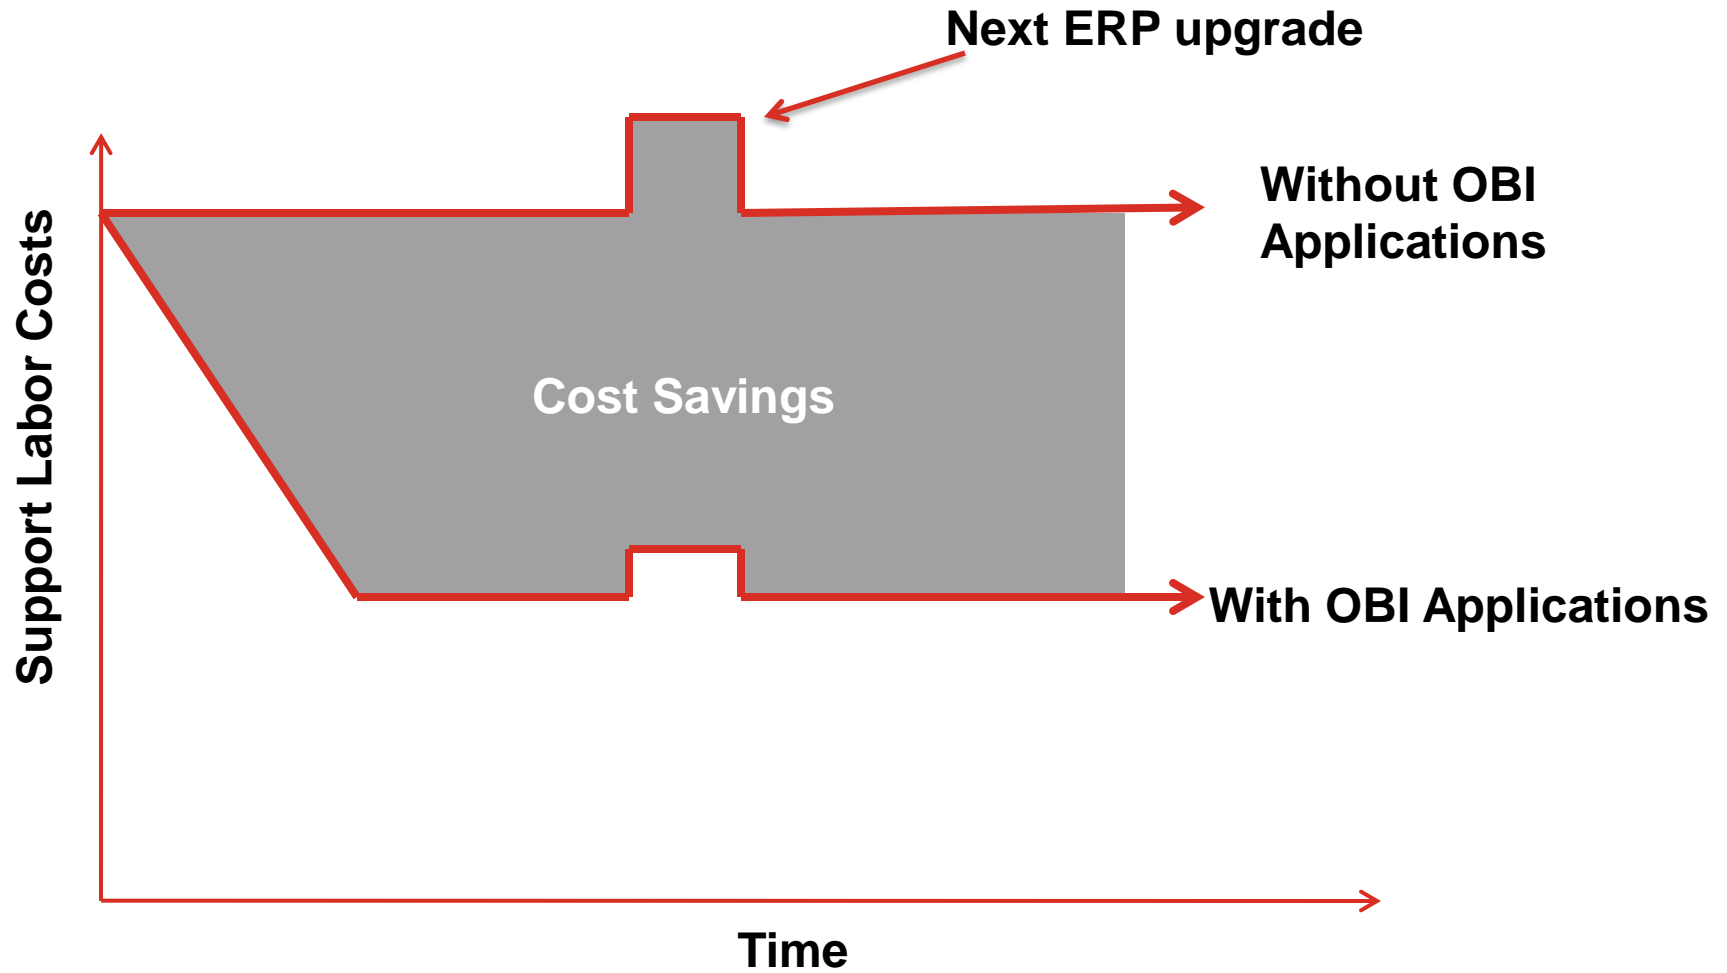 Next ERP upgrade
Without OBI
Applications
Support Labor Costs
Cost Savings
With OBI Applications
Time